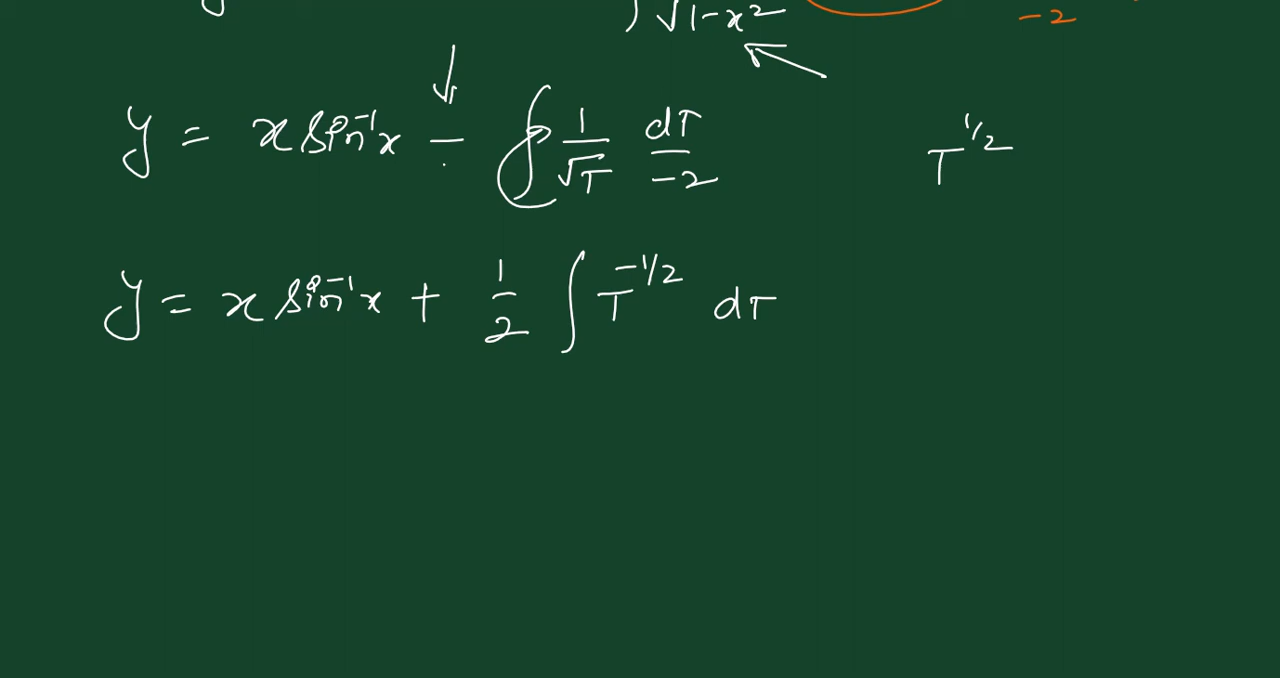 √1-x² -2
y = x sin⁻¹x - ∫ 1/√T dT/-2 T^1/2
y = x sin⁻¹x + 1/2 ∫ T^-1/2 dT